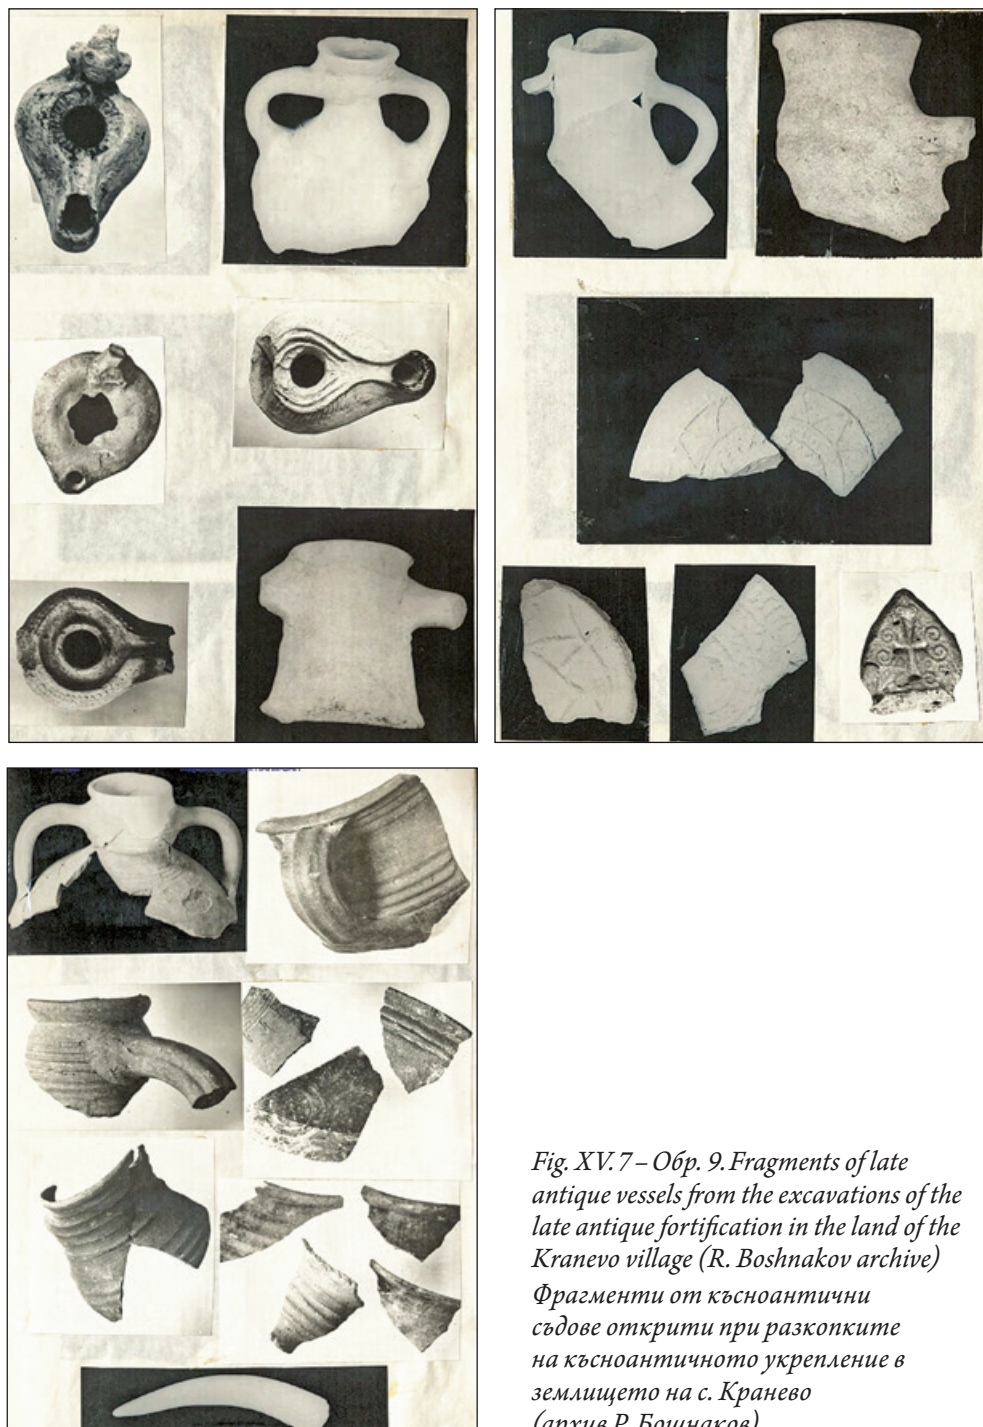 Fig. XV. 7 – Обр. 9. Fragments of late
antique vessels from the excavations of the
late antique fortification in the land of the
Kranevo village (R. Boshnakov archive)
Фрагменти от късноантични
съдове открити при разкопките
на късноантичното укрепление в
землището на с. Кранево
(архив Р. Бошнаков)